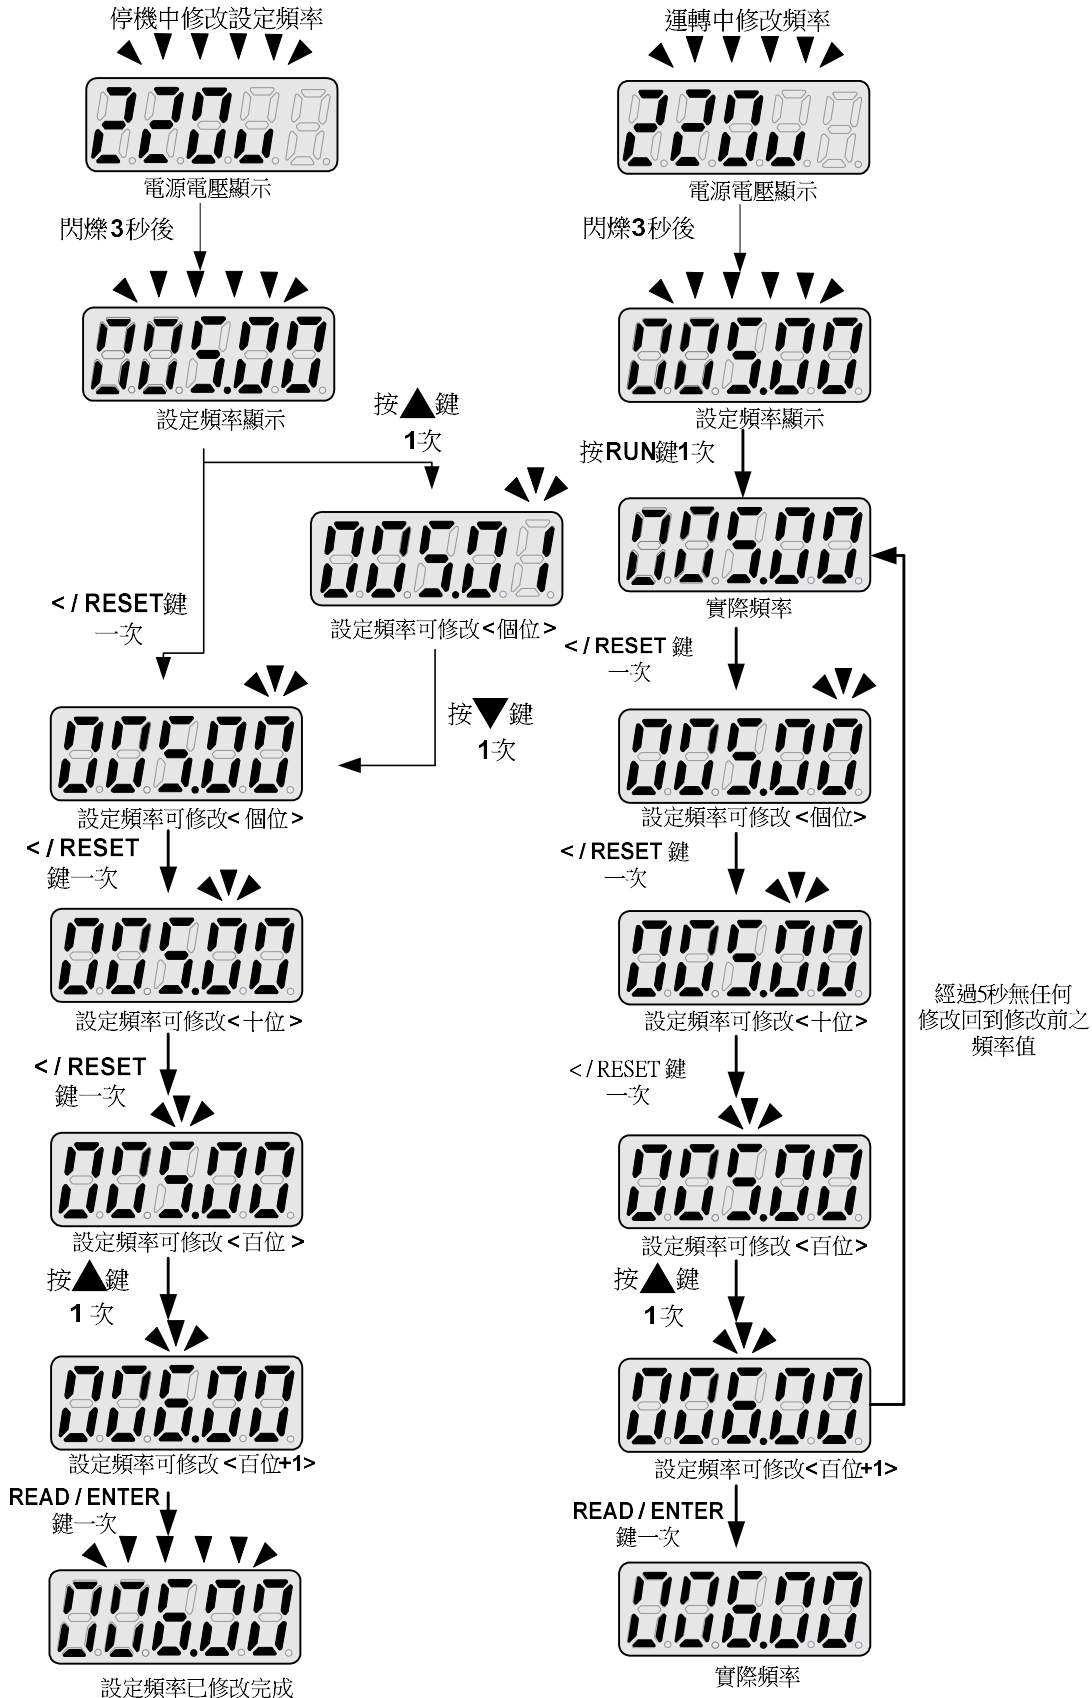 停機中修改設定頻率
220u
電源電壓顯示
閃爍3秒後
005.00
設定頻率顯示
按▲鍵
1次
005.01
設定頻率可修改<個位>
按▼鍵
1次
< / RESET鍵
一次
005.00
設定頻率可修改<個位>
< / RESET
鍵一次
005.00
設定頻率可修改<十位>
< / RESET
鍵一次
005.00
設定頻率可修改<百位>
按▲鍵
1次
006.00
設定頻率可修改<百位+1>
READ / ENTER
鍵一次
006.00
設定頻率已修改完成
運轉中修改頻率
220u
電源電壓顯示
閃爍3秒後
005.00
設定頻率顯示
按RUN鍵1次
005.00
實際頻率
< / RESET 鍵
一次
005.00
設定頻率可修改<個位>
< / RESET 鍵
一次
005.00
設定頻率可修改<十位>
< / RESET 鍵
一次
005.00
設定頻率可修改<百位>
按▲鍵
1次
006.00
設定頻率可修改<百位+1>
READ / ENTER
鍵一次
006.00
實際頻率
經過5秒無任何
修改回到修改前之
頻率值